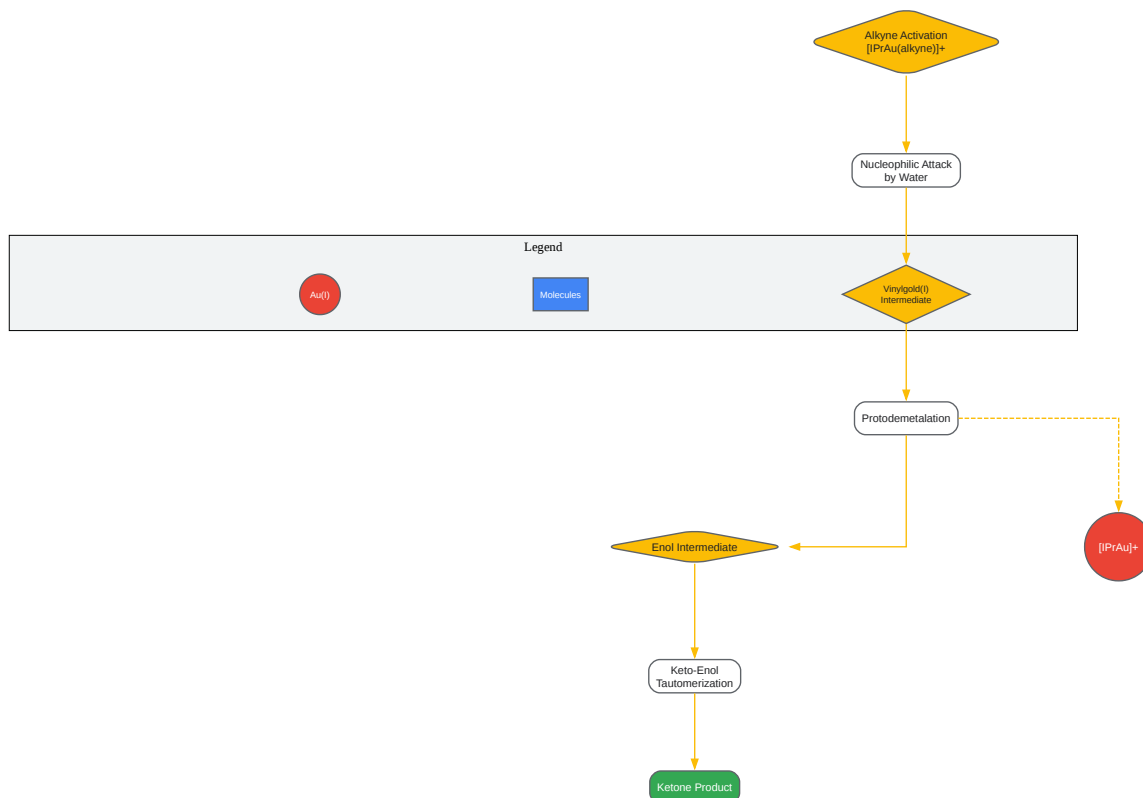 Alkyne Activation
[IPrAu(alkyne)]+
Nucleophilic Attack
by Water
Legend
Au(I)
Molecules
Vinylgold(I)
Intermediate
Protodemetalation
Enol Intermediate
[IPrAu]+
Keto-Enol
Tautomerization
Ketone Product